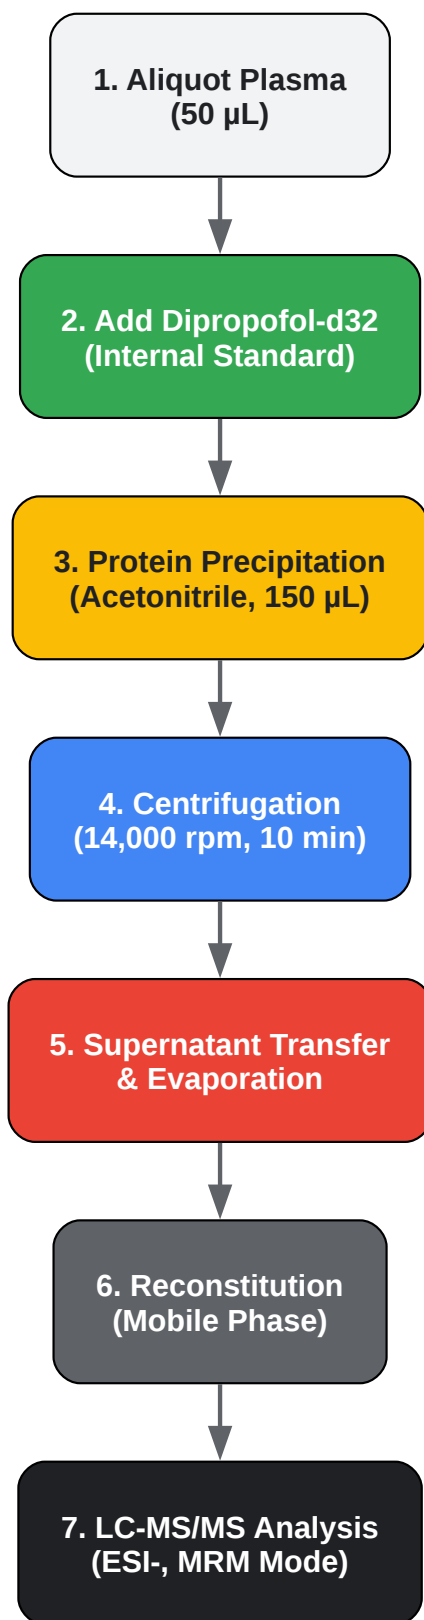 1. Aliquot Plasma
(50 µL)
2. Add Dipropofol-d32
(Internal Standard)
3. Protein Precipitation
(Acetonitrile, 150 µL)
4. Centrifugation
(14,000 rpm, 10 min)
5. Supernatant Transfer
& Evaporation
6. Reconstitution
(Mobile Phase)
7. LC-MS/MS Analysis
(ESI-, MRM Mode)